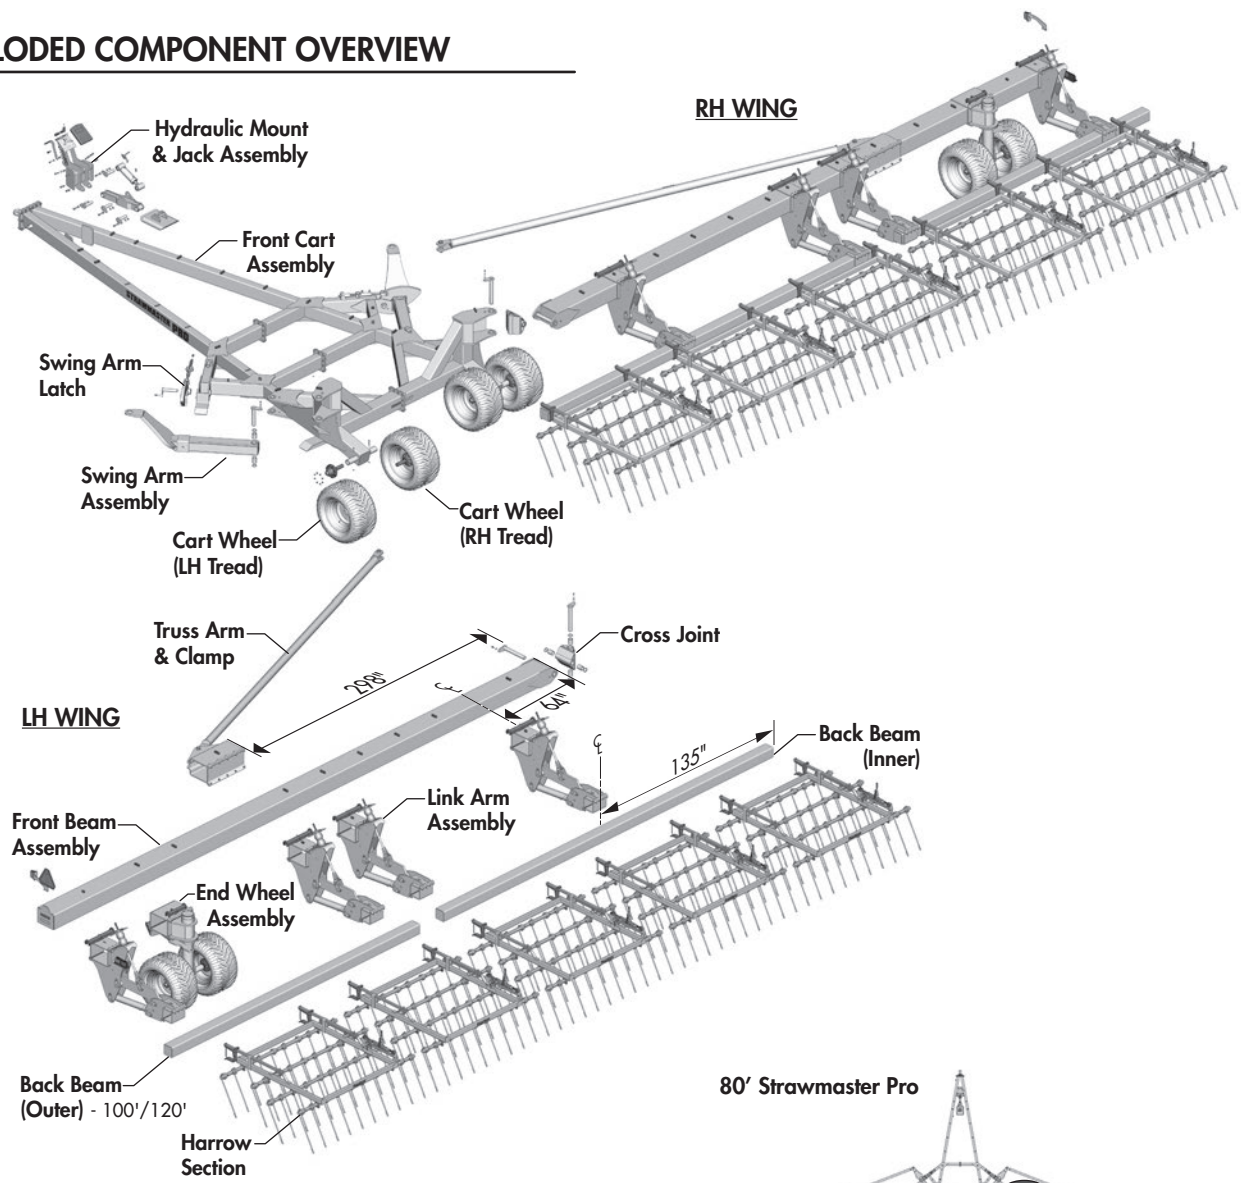 LODED COMPONENT OVERVIEW
RH WING
Hydraulic Mount
& Jack Assembly
Front Cart
Assembly
STRAWMASTER PRO
Swing Arm
Latch
Swing Arm
Assembly
Cart Wheel
(RH Tread)
Cart Wheel
(LH Tread)
Truss Arm
& Clamp
Cross Joint
298"
64"
LH WING
135"
Back Beam
(Inner)
Link Arm
Assembly
Front Beam
Assembly
End Wheel
Assembly
Back Beam
(Outer) - 100'/120'
Harrow
Section
80’ Strawmaster Pro